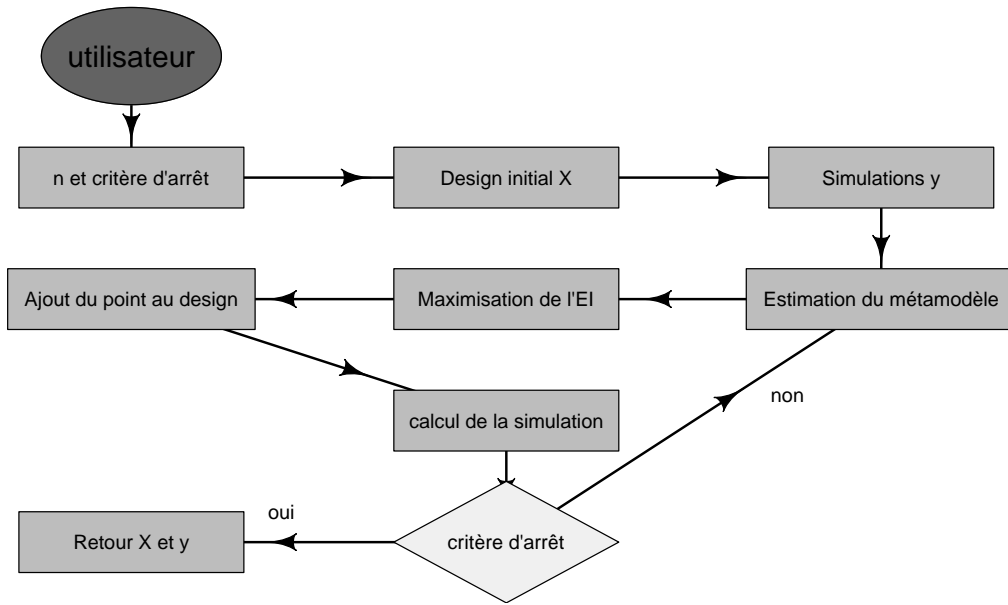 utilisateur
n et critère d'arrêt
Design initial X
Simulations y
Ajout du point au design
Maximisation de l'EI
Estimation du métamodèle
calcul de la simulation
non
oui
Retour X et y
critère d'arrêt